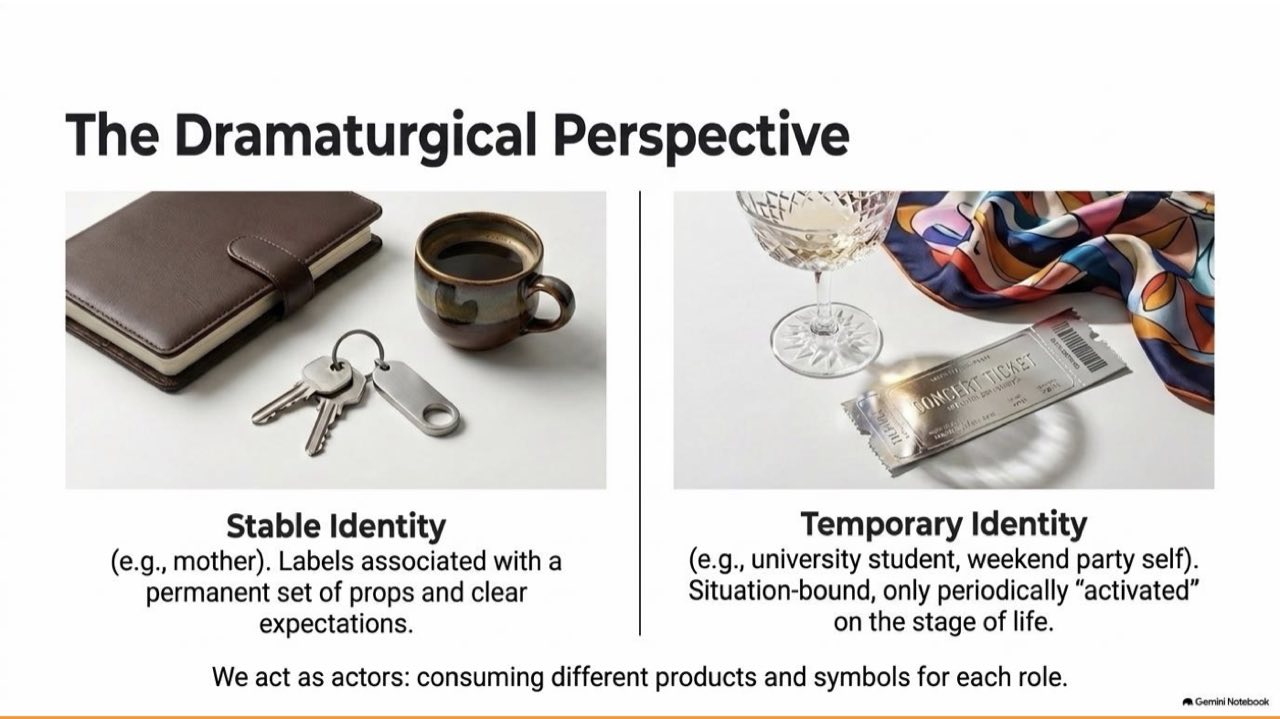 The Dramaturgical Perspective
CONCERT TICKET
Stable Identity
(e.g., mother). Labels associated with a
permanent set of props and clear
expectations.
Temporary Identity
(e.g., university student, weekend party self).
Situation-bound, only periodically “activated”
on the stage of life.
We act as actors: consuming different products and symbols for each role.
Gemini Notebook